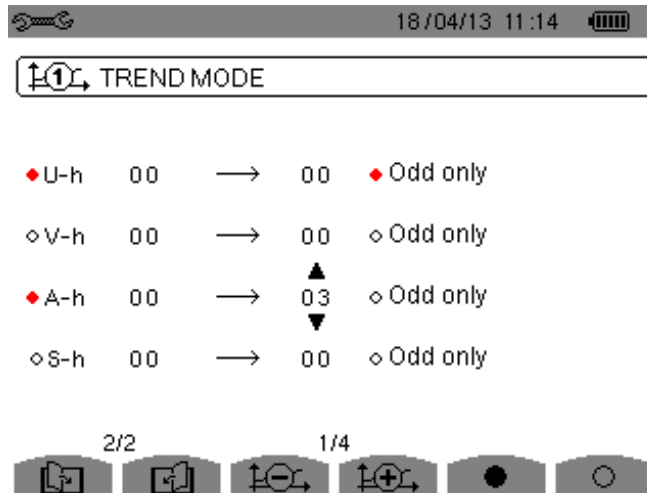 18/04/13 11:14
1 TREND MODE
U-h 00 → 00 Odd only
V-h 00 → 00 Odd only
A-h 00 → 03 Odd only
S-h 00 → 00 Odd only
2/2 1/4